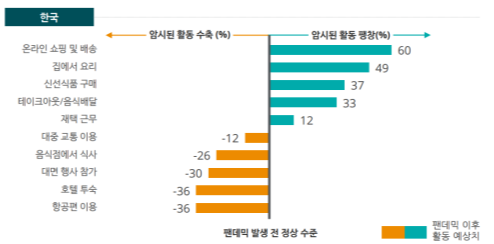 한국
암시된 활동 수축 (%)
암시된 활동 팽창(%)
온라인 쇼핑 및 배송 60
집에서 요리 49
신선식품 구매 37
테이크아웃/음식배달 33
재택 근무 12
대중 교통 이용 -12
음식점에서 식사 -26
대면 행사 참가 -30
호텔 투숙 -36
항공편 이용 -36
팬데믹 발생 전 정상 수준
팬데믹 이후
활동 예상치